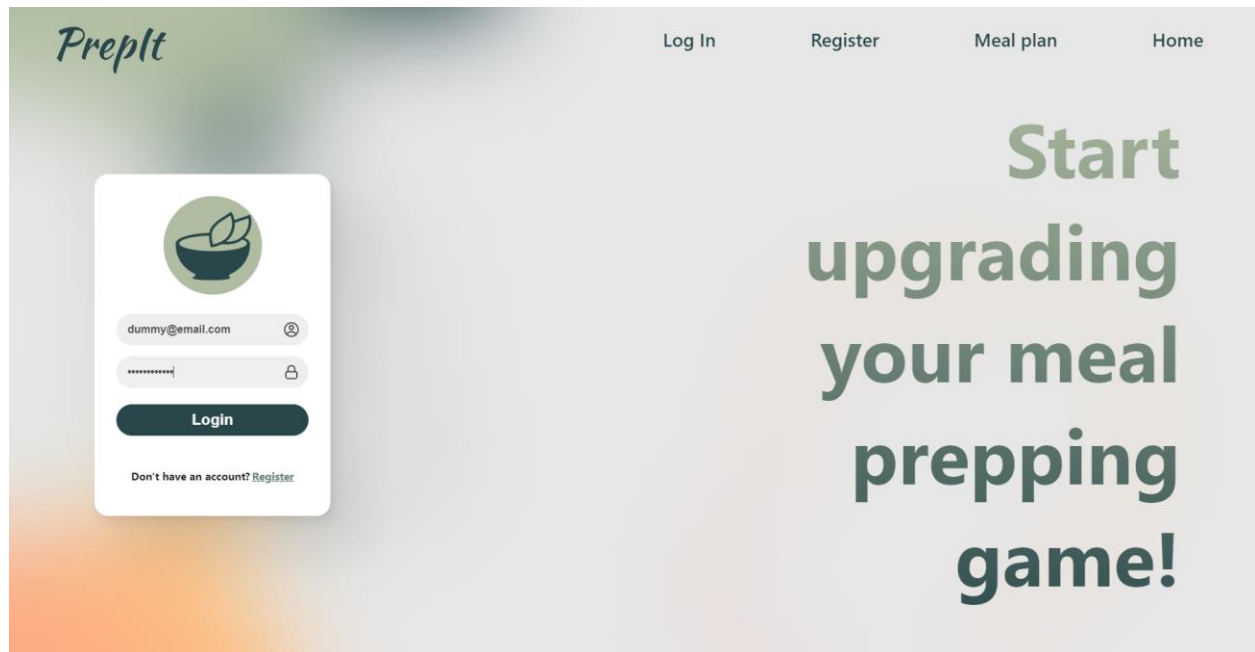 PrepIt
Log In Register Meal plan Home
Start
upgrading
your meal
prepping
game!
dummy@email.com
••••••••••••
Login
Don't have an account? Register